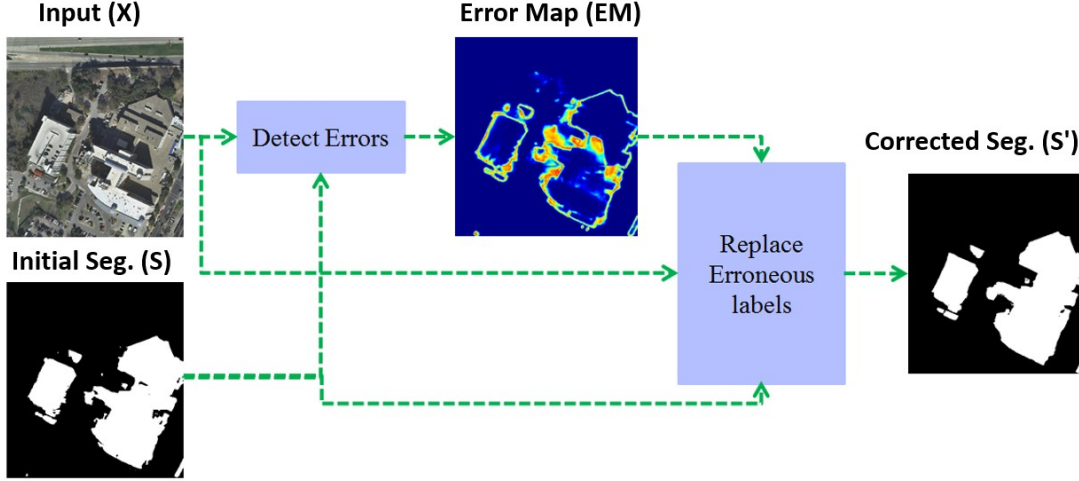 Input (X)
Error Map (EM)
Detect Errors
Corrected Seg. (S')
Initial Seg. (S)
Replace
Erroneous
labels